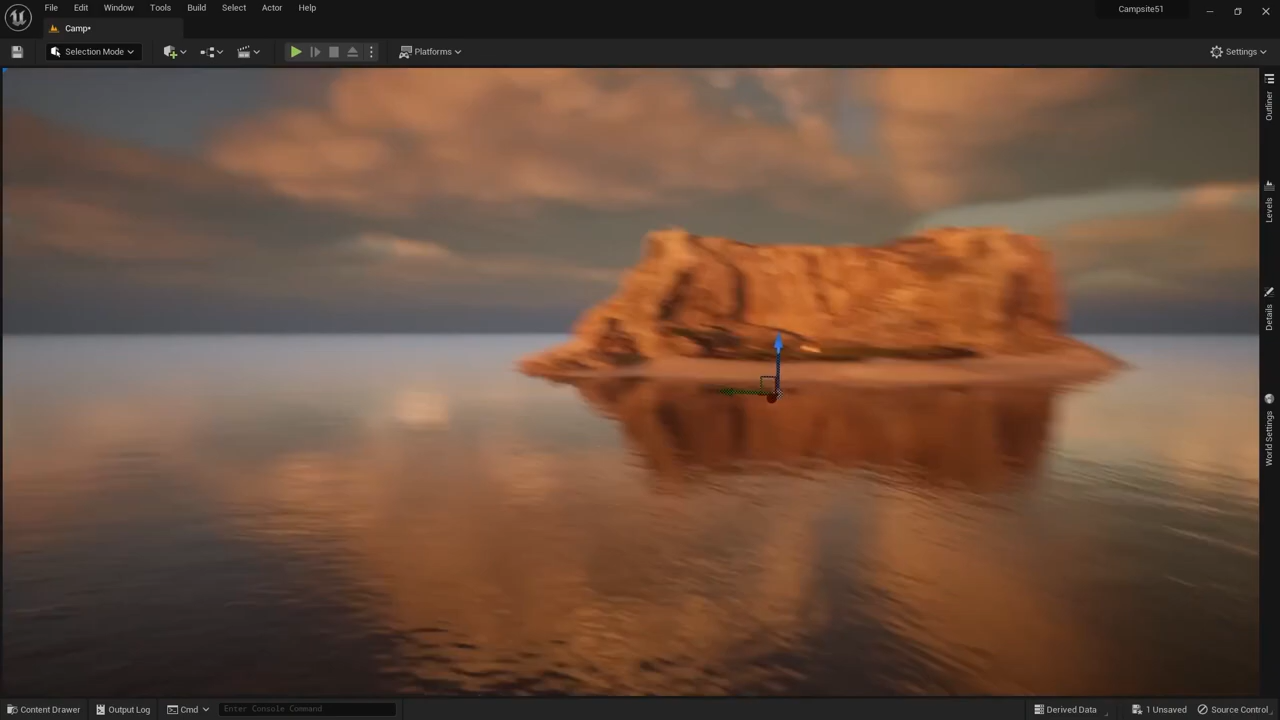 File Edit Window Tools Build Select Actor Help
Campsite51
Camp•
Selection Mode
Platforms
Settings
Outliner
Levels
Details
World Settings
Content Drawer
Output Log
Cmd
Enter Console Command
Derived Data
1 Unsaved
Source Control